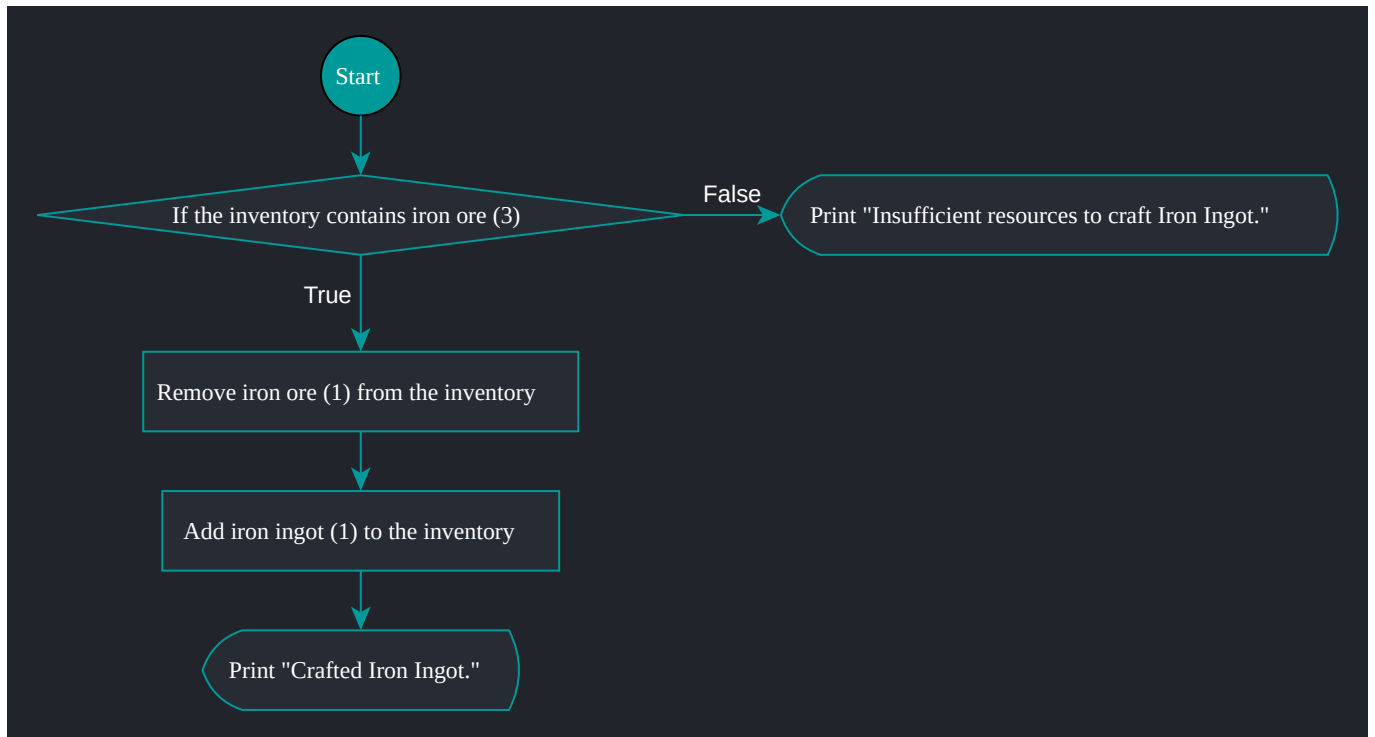 Start
If the inventory contains iron ore (3)
False
Print "Insufficient resources to craft Iron Ingot."
True
Remove iron ore (1) from the inventory
Add iron ingot (1) to the inventory
Print "Crafted Iron Ingot."